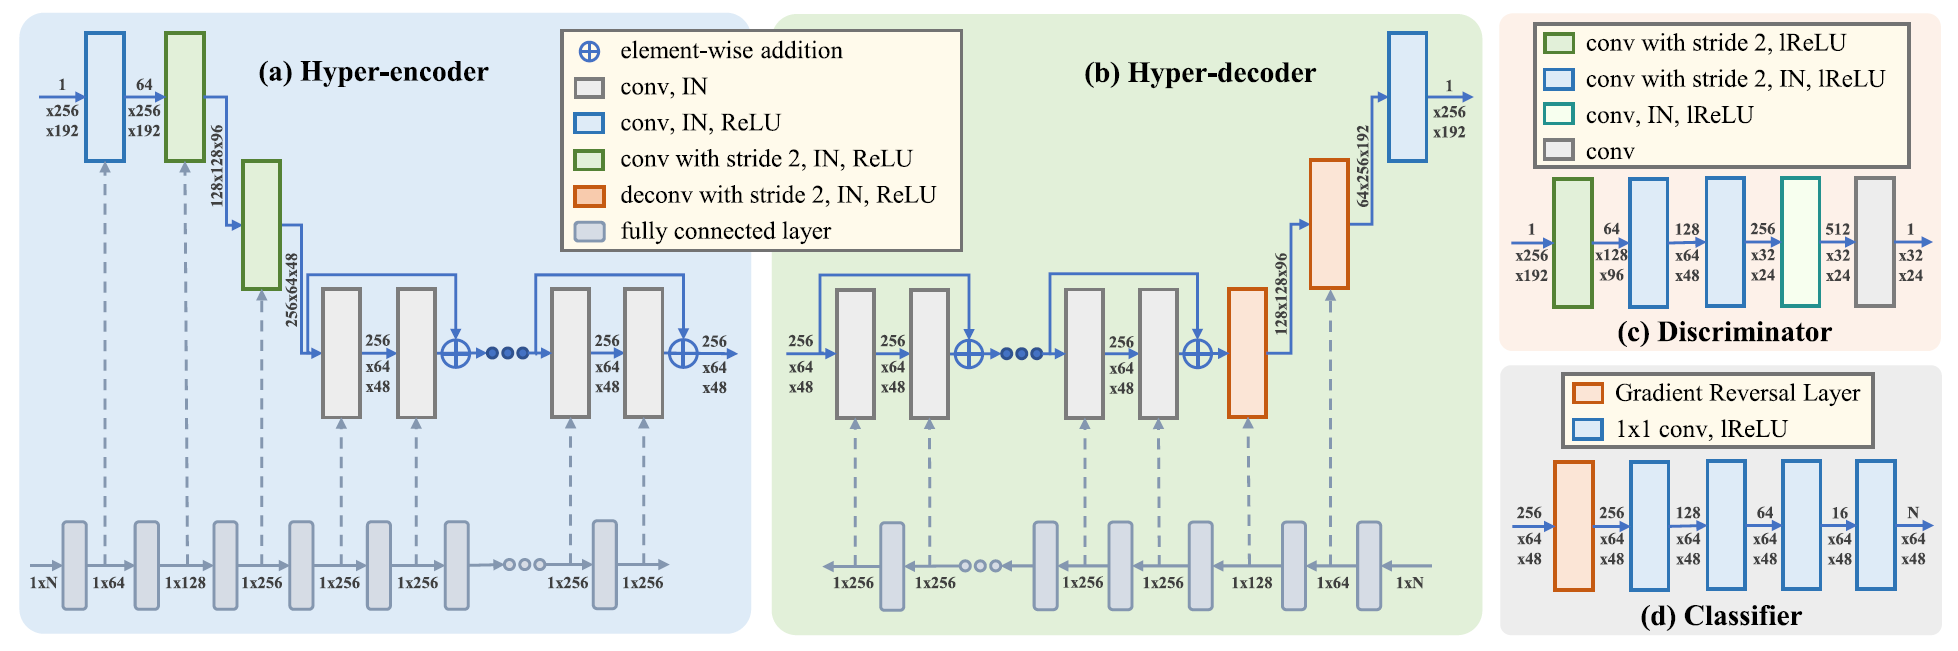 (a) Hyper-encoder
1
x256
x192
64
x256
x192
128x128x96
256x64x48
256
x64
x48
256
x64
x48
256
x64
x48
1xN
1x64
1x128
1x256
1x256
1x256
1x256
1x256
element-wise addition
conv, IN
conv, IN, ReLU
conv with stride 2, IN, ReLU
deconv with stride 2, IN, ReLU
fully connected layer
(b) Hyper-decoder
256
x64
x48
256
x64
x48
256
x64
x48
128x128x96
64x256x192
1
x256
x192
1x256
1x256
1x256
1x256
1x128
1x64
1xN
conv with stride 2, lReLU
conv with stride 2, IN, lReLU
conv, IN, lReLU
conv
1
x256
x192
64
x128
x96
128
x64
x48
256
x32
x24
512
x32
x24
1
x32
x24
(c) Discriminator
Gradient Reversal Layer
1x1 conv, lReLU
256
x64
x48
256
x64
x48
128
x64
x48
64
x64
x48
16
x64
x48
N
x64
x48
(d) Classifier